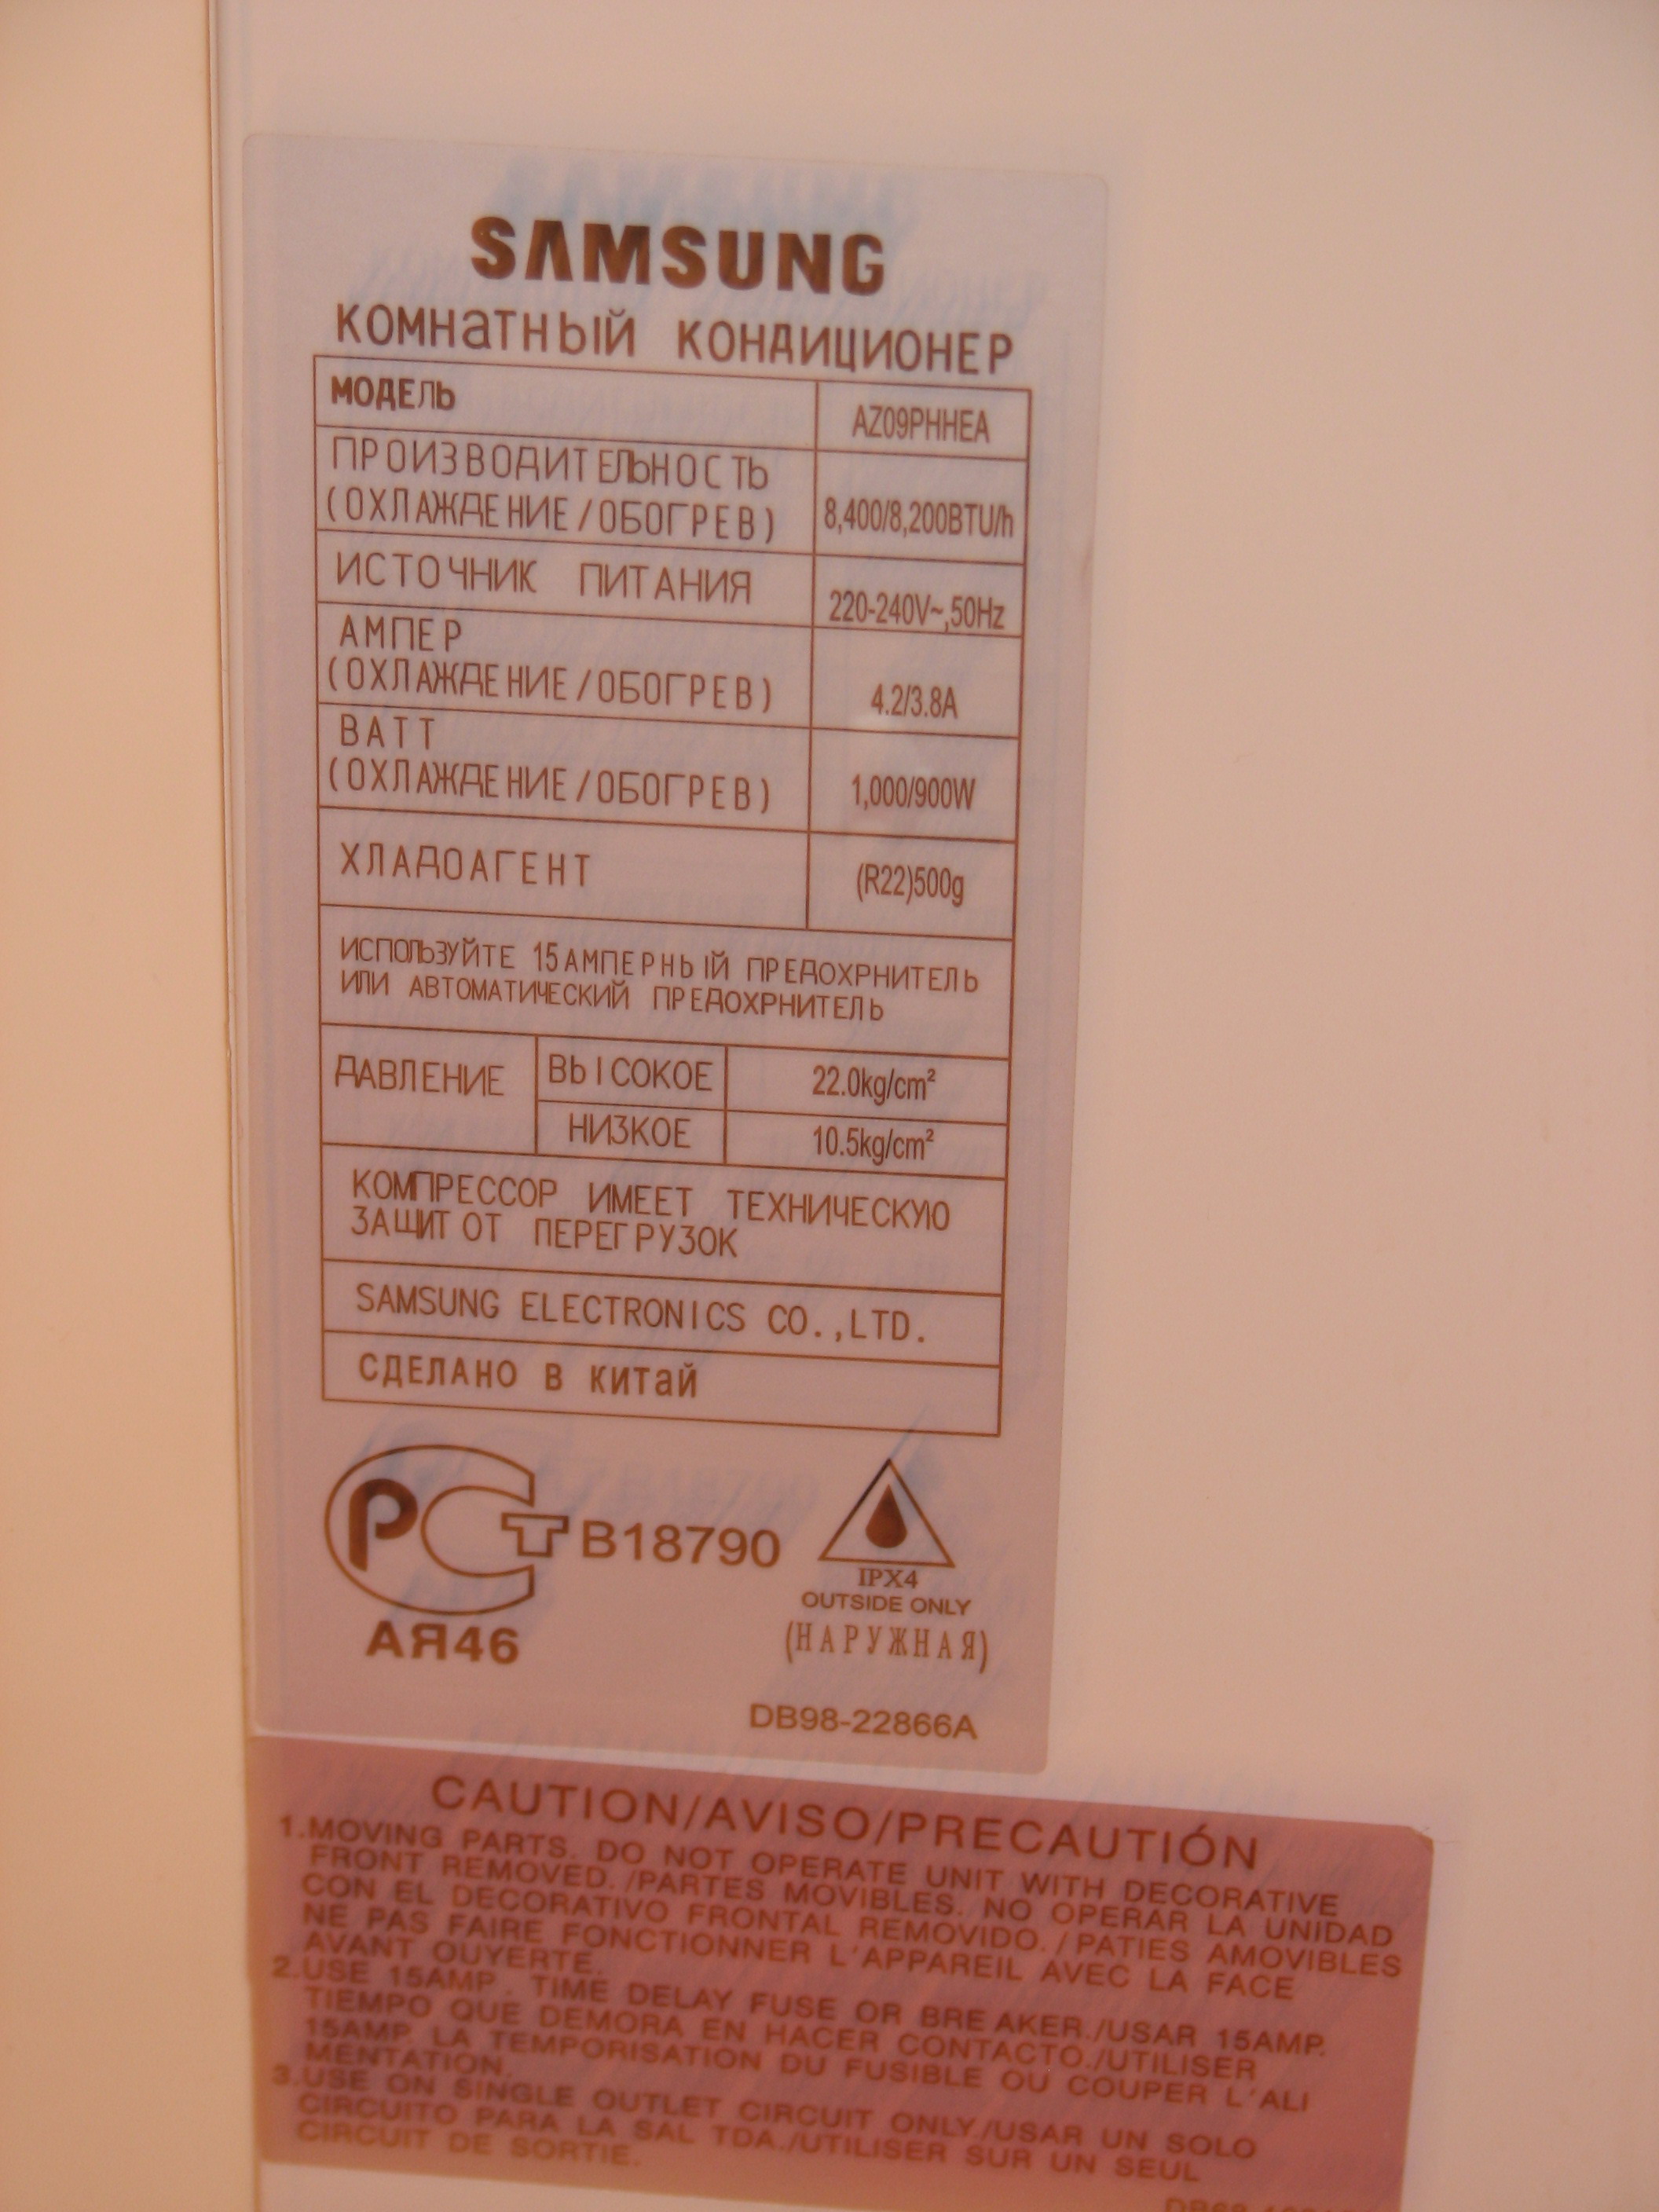 SAMSUNG
КОМНаТНЫЙ КОНДИЦИОНЕР
МОДЕЛЬ AZ09PHHEA
ПРОИЗВОДИТЕЛЬНОСТЬ
(ОХЛАЖДЕНИЕ/ОБОГРЕВ) 8,400/8,200BTU/h
ИСТОЧНИК ПИТАНИЯ 220-240V~,50Hz
АМПЕР
(ОХЛАЖДЕНИЕ/ОБОГРЕВ) 4.2/3.8A
ВАТТ
(ОХЛАЖДЕНИЕ/ОБОГРЕВ) 1,000/900W
ХЛАДОАГЕНТ (R22)500g
ИСПОЛЬЗУЙТЕ 15АМПЕРНЫЙ ПРЕДОХРНИТЕЛЬ
ИЛИ АВТОМАТИЧЕСКИЙ ПРЕДОХРНИТЕЛЬ
ДАВЛЕНИЕ ВЫСОКОЕ 22.0kg/cm²
НИЗКОЕ 10.5kg/cm²
КОМПРЕССОР ИМЕЕТ ТЕХНИЧЕСКУЮ
ЗАЩИТ ОТ ПЕРЕГРУЗОК
SAMSUNG ELECTRONICS CO.,LTD.
СДЕЛАНО В Китай
РСТ B18790
АЯ46
IPX4
OUTSIDE ONLY
(НАРУЖНАЯ)
DB98-22866A
CAUTION/AVISO/PRECAUTIÓN
1.MOVING PARTS. DO NOT OPERATE UNIT WITH DECORATIVE
FRONT REMOVED./PARTES MOVIBLES. NO OPERAR LA UNIDAD
CON EL DECORATIVO FRONTAL REMOVIDO./PATIES AMOVIBLES
NE PAS FAIRE FONCTIONNER L'APPAREIL AVEC LA FACE
AVANT OUYERTE.
2.USE 15AMP. TIME DELAY FUSE OR BREAKER./USAR 15AMP.
TIEMPO QUE DEMORA EN HACER CONTACTO./UTILISER
15AMP. LA TEMPORISATION DU FUSIBLE OU COUPER L'ALI
MENTATION.
3.USE ON SINGLE OUTLET CIRCUIT ONLY./USAR UN SOLO
CIRCUITO PARA LA SAL TDA./UTILISER SUR UN SEUL
CIRCUIT DE SORTIE.